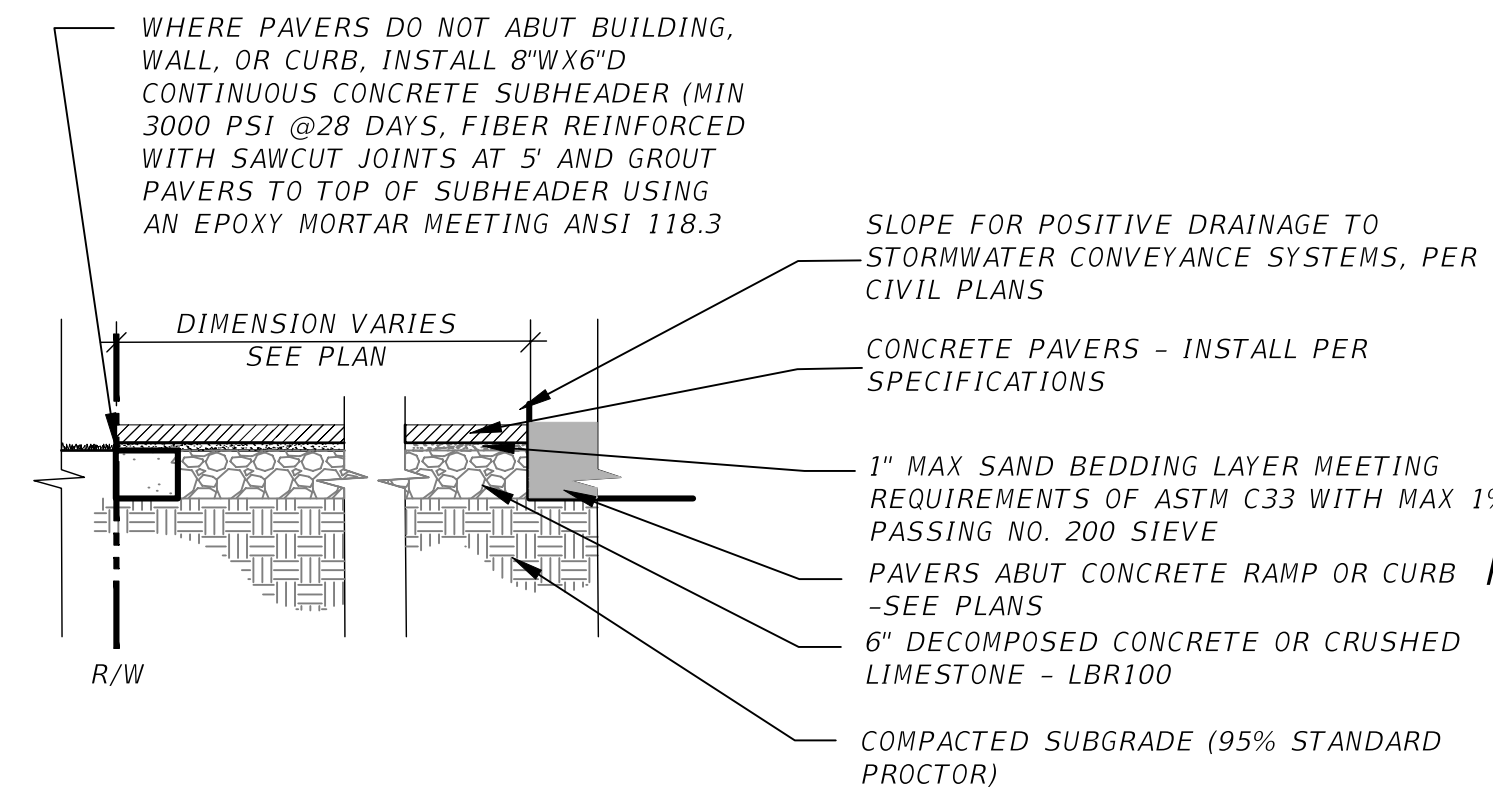 WHERE PAVERS DO NOT ABUT BUILDING,
WALL, OR CURB, INSTALL 8"WX6"D
CONTINUOUS CONCRETE SUBHEADER (MIN
3000 PSI @28 DAYS, FIBER REINFORCED
WITH SAWCUT JOINTS AT 5' AND GROUT
PAVERS TO TOP OF SUBHEADER USING
AN EPOXY MORTAR MEETING ANSI 118.3
DIMENSION VARIES
SEE PLAN
R/W
SLOPE FOR POSITIVE DRAINAGE TO
STORMWATER CONVEYANCE SYSTEMS, PER
CIVIL PLANS
CONCRETE PAVERS – INSTALL PER
SPECIFICATIONS
1" MAX SAND BEDDING LAYER MEETING
REQUIREMENTS OF ASTM C33 WITH MAX 1%
PASSING NO. 200 SIEVE
PAVERS ABUT CONCRETE RAMP OR CURB
–SEE PLANS
6" DECOMPOSED CONCRETE OR CRUSHED
LIMESTONE – LBR100
COMPACTED SUBGRADE (95% STANDARD
PROCTOR)